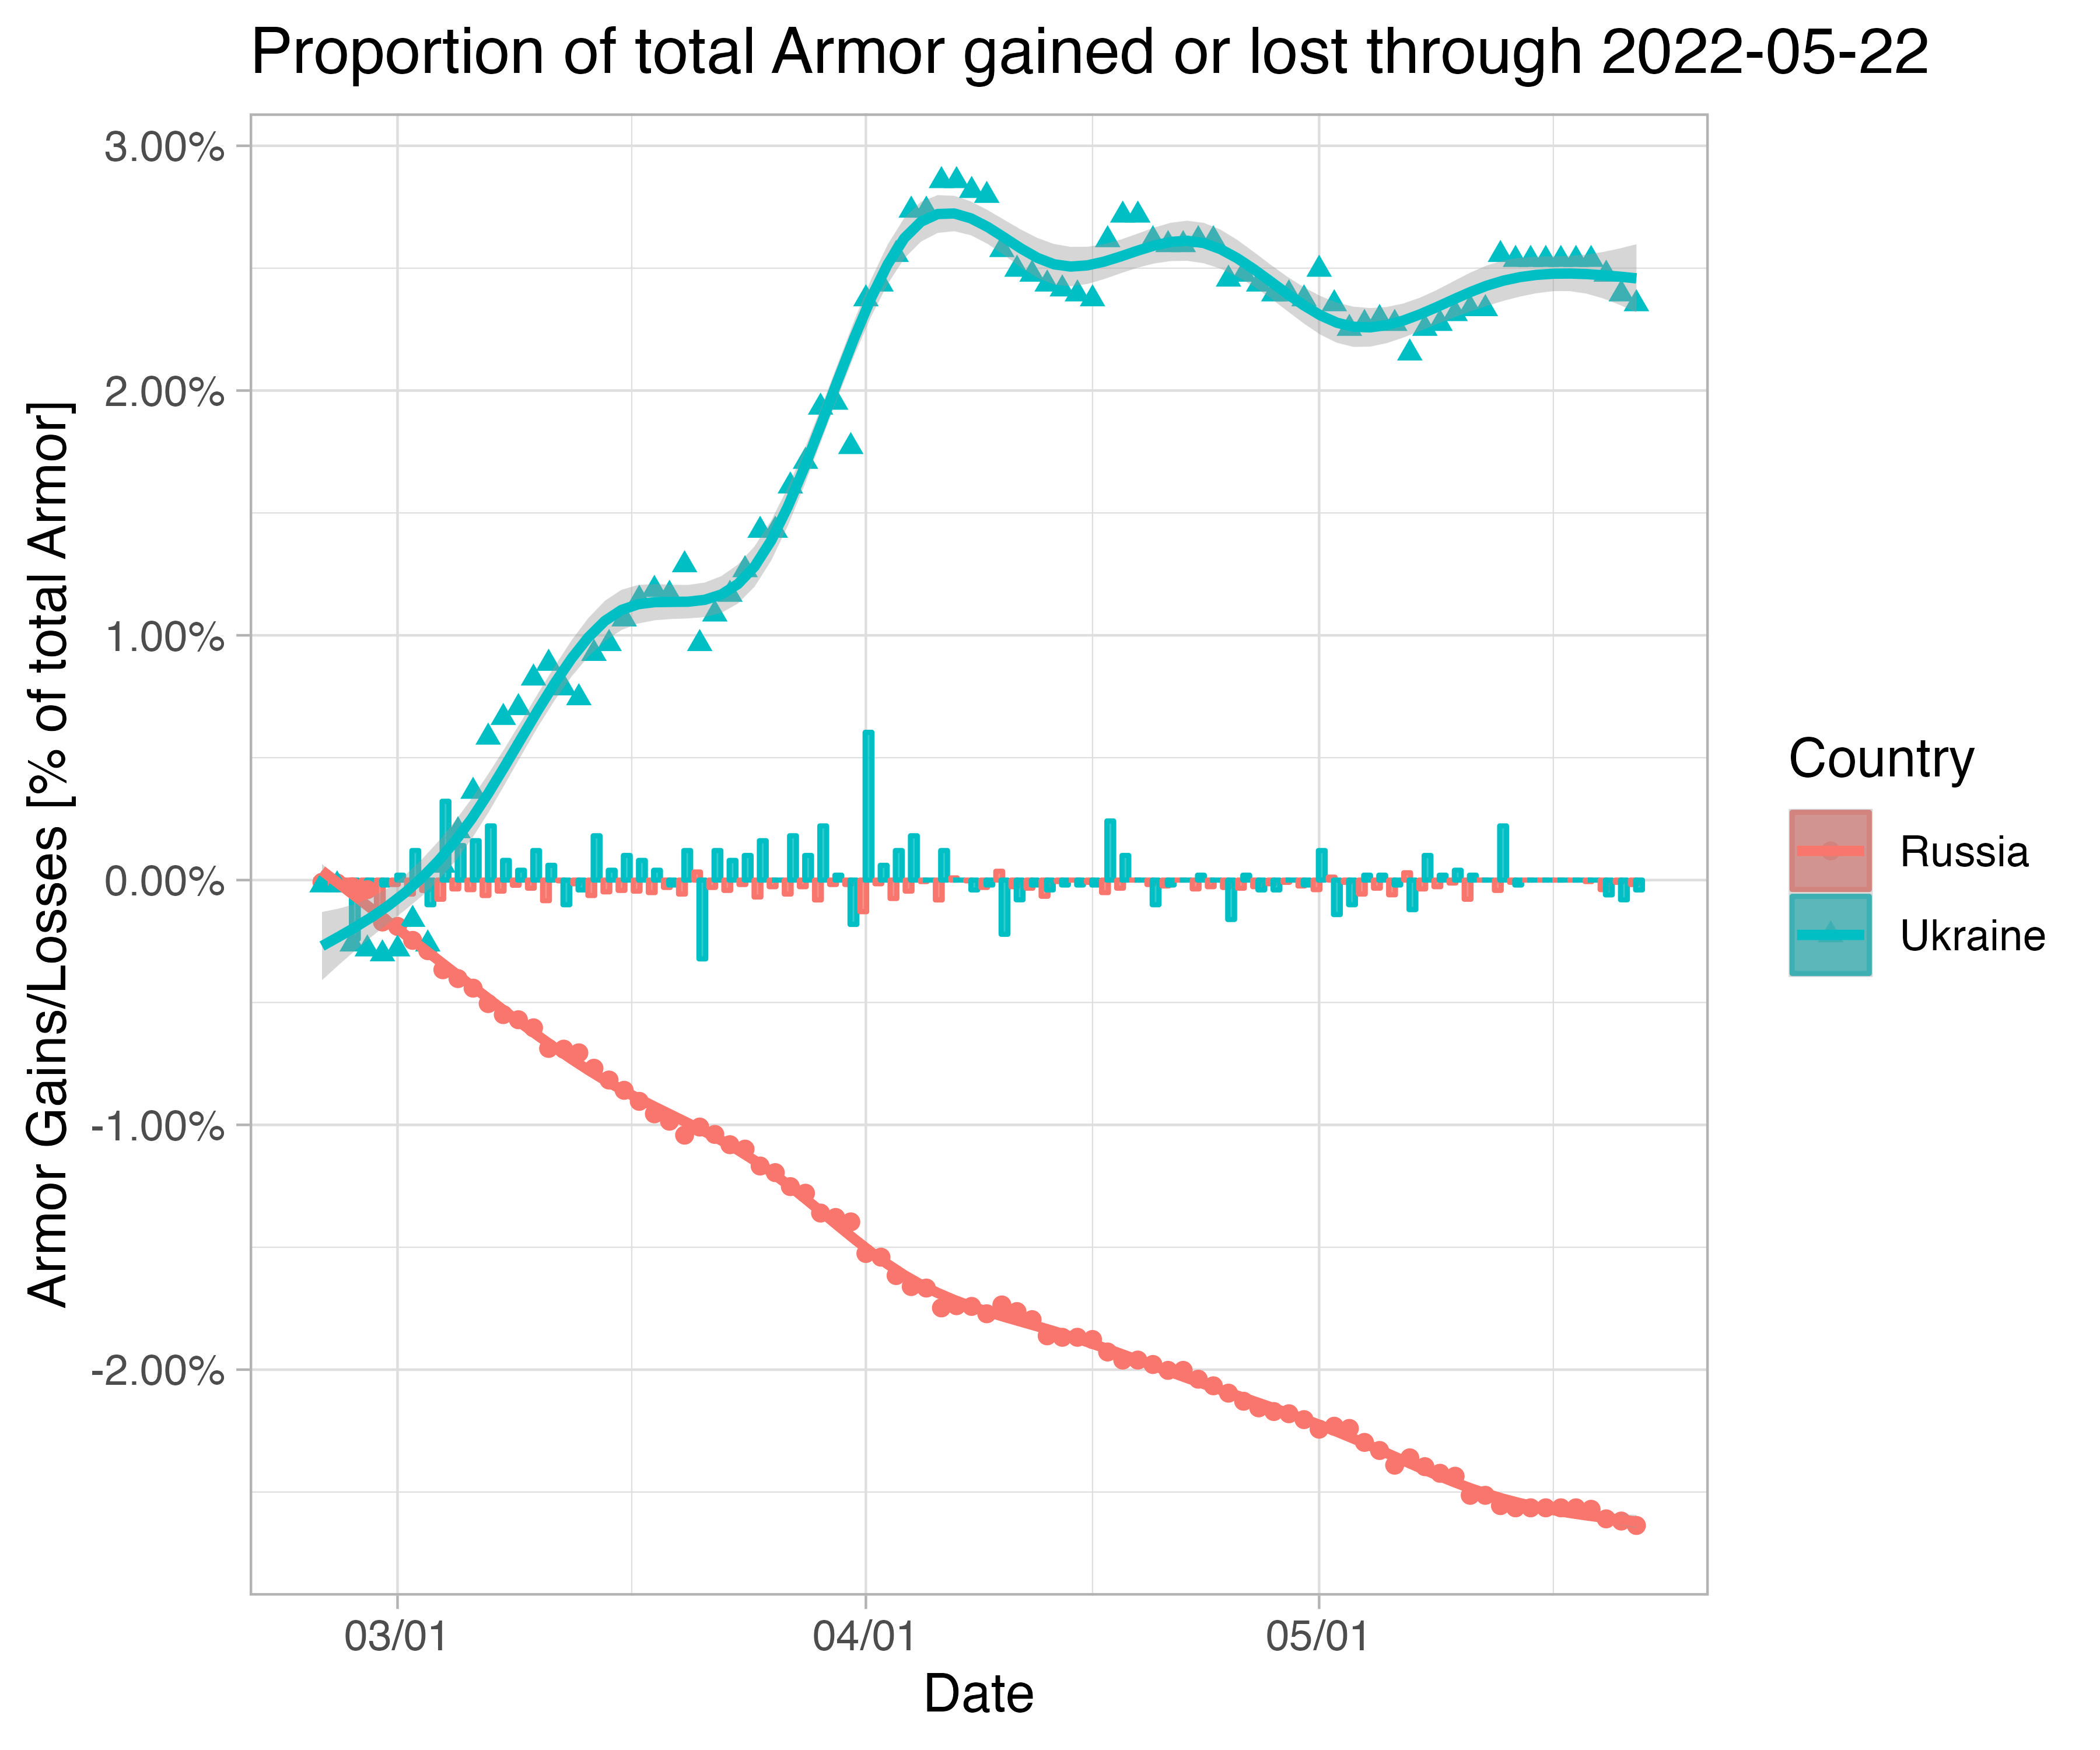 Proportion of total Armor gained or lost through 2022-05-22
Armor Gains/Losses [% of total Armor]
3.00%
2.00%
1.00%
0.00%
-1.00%
-2.00%
03/01
04/01
05/01
Date
Country
Russia
Ukraine